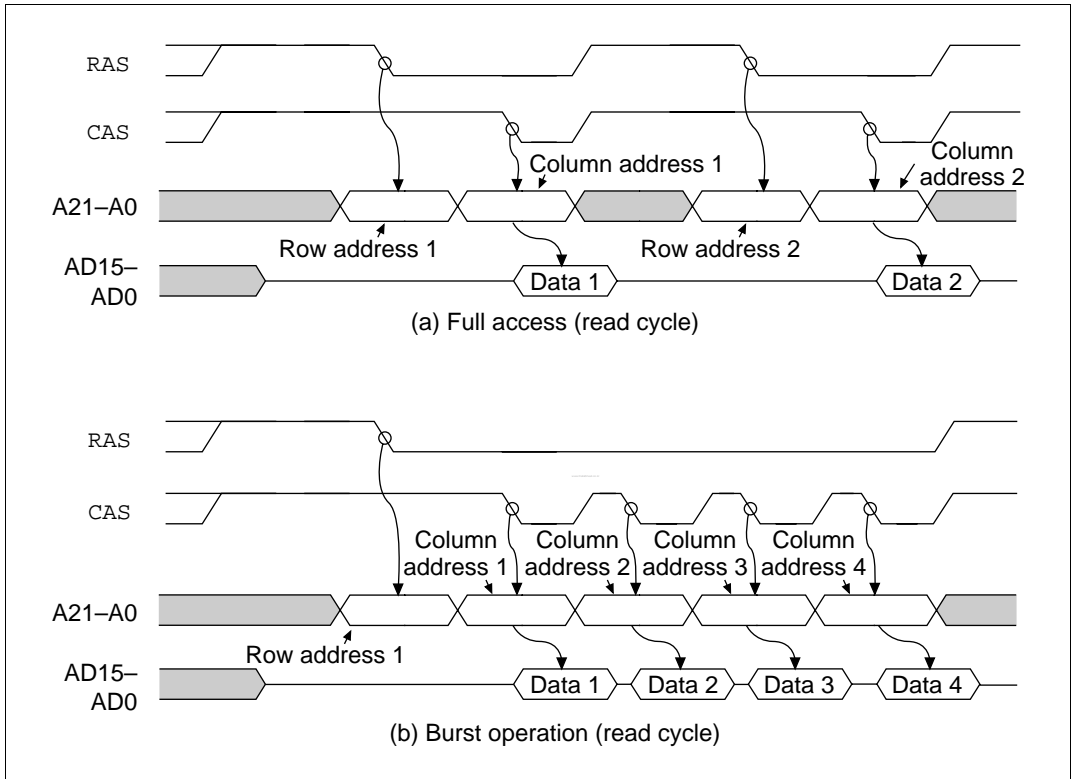 RAS
CAS
Column address 1
Column
address 2
A21–A0
Row address 1
Row address 2
AD15–
AD0
Data 1
Data 2
(a) Full access (read cycle)
RAS
CAS
Column
address 1
Column
address 2
Column
address 3
Column
address 4
A21–A0
Row address 1
AD15–
AD0
Data 1
Data 2
Data 3
Data 4
(b) Burst operation (read cycle)